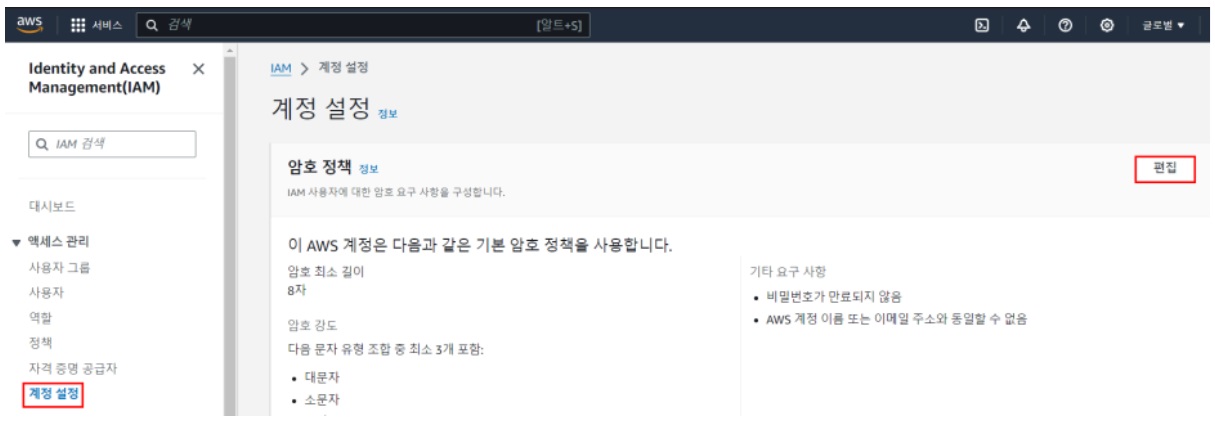 aws 서비스 검색 [알트+S] 글로벌 ▼
Identity and Access
Management(IAM)
IAM 검색
대시보드
▼ 액세스 관리
사용자 그룹
사용자
역할
정책
자격 증명 공급자
계정 설정
IAM > 계정 설정
계정 설정 정보
암호 정책 정보
편집
IAM 사용자에 대한 암호 요구 사항을 구성합니다.
이 AWS 계정은 다음과 같은 기본 암호 정책을 사용합니다.
암호 최소 길이
8자
암호 강도
다음 문자 유형 조합 중 최소 3개 포함:
• 대문자
• 소문자
기타 요구 사항
• 비밀번호가 만료되지 않음
• AWS 계정 이름 또는 이메일 주소와 동일할 수 없음